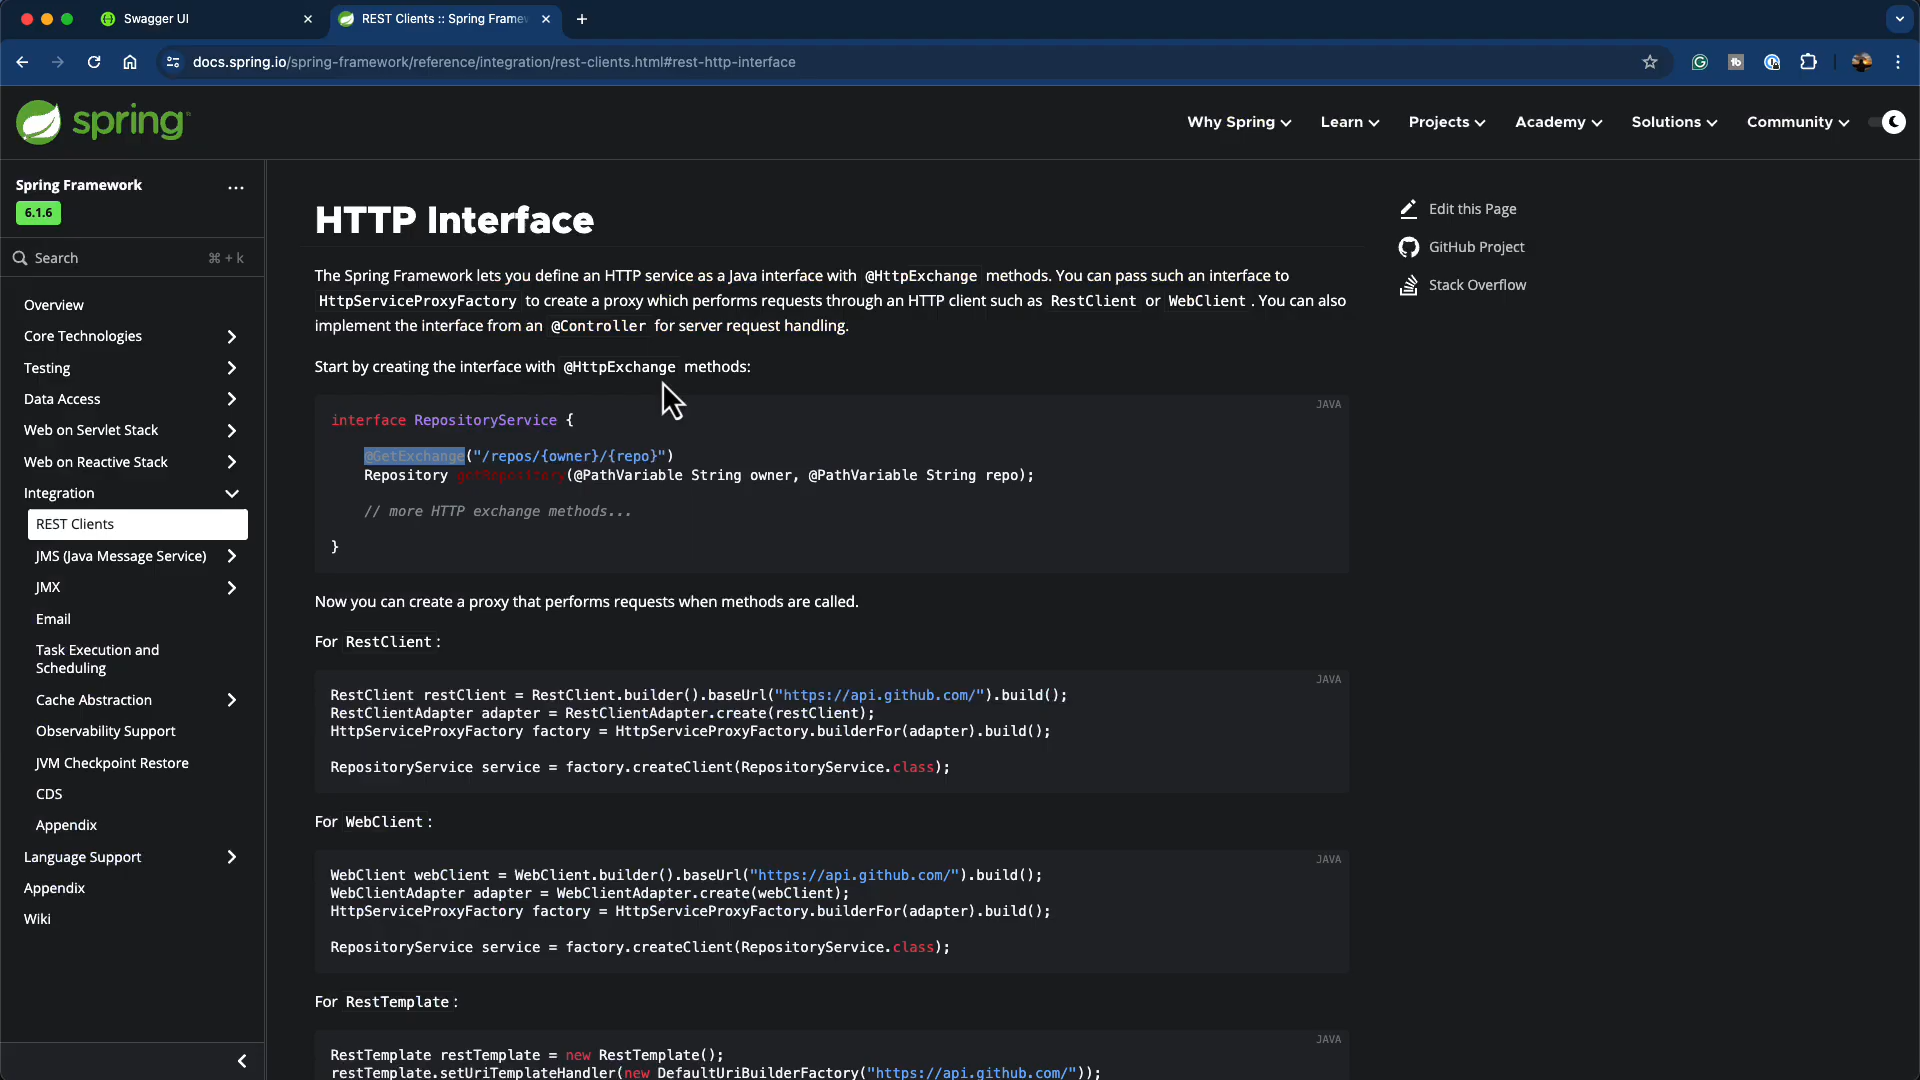 Swagger UI
REST Clients :: Spring Framew
docs.spring.io/spring-framework/reference/integration/rest-clients.html#rest-http-interface
spring
Why Spring
Learn
Projects
Academy
Solutions
Community
Spring Framework
6.1.6
Search
⌘ + k
Overview
Core Technologies
Testing
Data Access
Web on Servlet Stack
Web on Reactive Stack
Integration
REST Clients
JMS (Java Message Service)
JMX
Email
Task Execution and
Scheduling
Cache Abstraction
Observability Support
JVM Checkpoint Restore
CDS
Appendix
Language Support
Appendix
Wiki
HTTP Interface
The Spring Framework lets you define an HTTP service as a Java interface with @HttpExchange methods. You can pass such an interface to
HttpServiceProxyFactory to create a proxy which performs requests through an HTTP client such as RestClient or WebClient . You can also
implement the interface from an @Controller for server request handling.
Start by creating the interface with @HttpExchange methods:
JAVA
interface RepositoryService {
@GetExchange("/repos/{owner}/{repo}")
Repository getRepository(@PathVariable String owner, @PathVariable String repo);
// more HTTP exchange methods...
}
Now you can create a proxy that performs requests when methods are called.
For RestClient :
JAVA
RestClient restClient = RestClient.builder().baseUrl("https://api.github.com/").build();
RestClientAdapter adapter = RestClientAdapter.create(restClient);
HttpServiceProxyFactory factory = HttpServiceProxyFactory.builderFor(adapter).build();
RepositoryService service = factory.createClient(RepositoryService.class);
For WebClient :
JAVA
WebClient webClient = WebClient.builder().baseUrl("https://api.github.com/").build();
WebClientAdapter adapter = WebClientAdapter.create(webClient);
HttpServiceProxyFactory factory = HttpServiceProxyFactory.builderFor(adapter).build();
RepositoryService service = factory.createClient(RepositoryService.class);
For RestTemplate :
JAVA
RestTemplate restTemplate = new RestTemplate();
restTemplate.setUriTemplateHandler(new DefaultUriBuilderFactory("https://api.github.com/"));
Edit this Page
GitHub Project
Stack Overflow